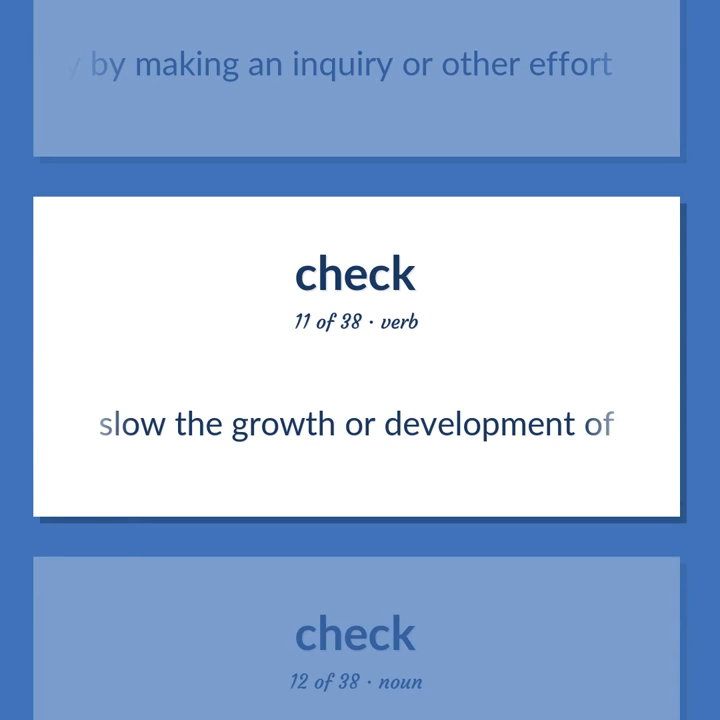 by making an inquiry or other effort
check
11 of 38 · verb
slow the growth or development of
check
12 of 38 · noun